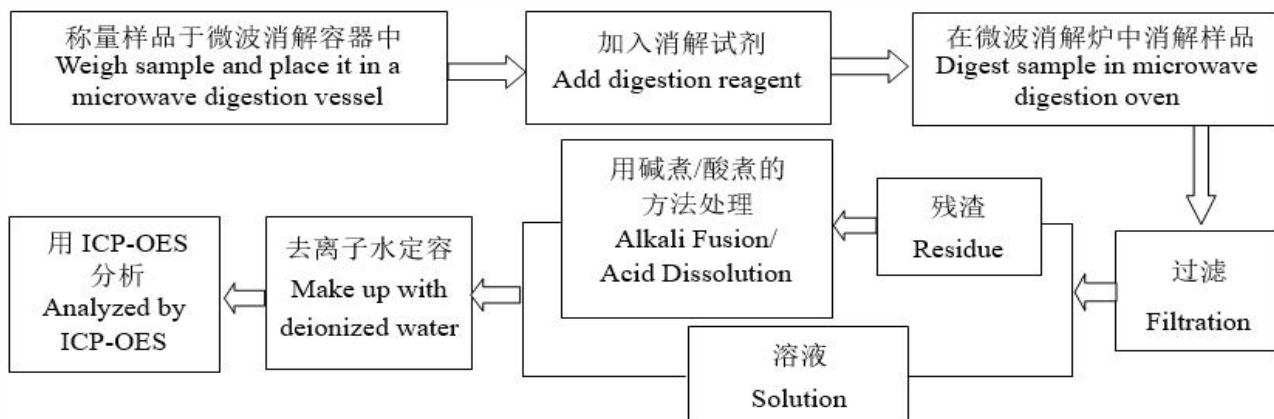 称量样品于微波消解容器中
Weigh sample and place it in a
microwave digestion vessel
加入消解试剂
Add digestion reagent
在微波消解炉中消解样品
Digest sample in microwave
digestion oven
过滤
Filtration
残渣
Residue
用碱煮/酸煮的
方法处理
Alkali Fusion/
Acid Dissolution
溶液
Solution
去离子水定容
Make up with
deionized water
用 ICP-OES
分析
Analyzed by
ICP-OES